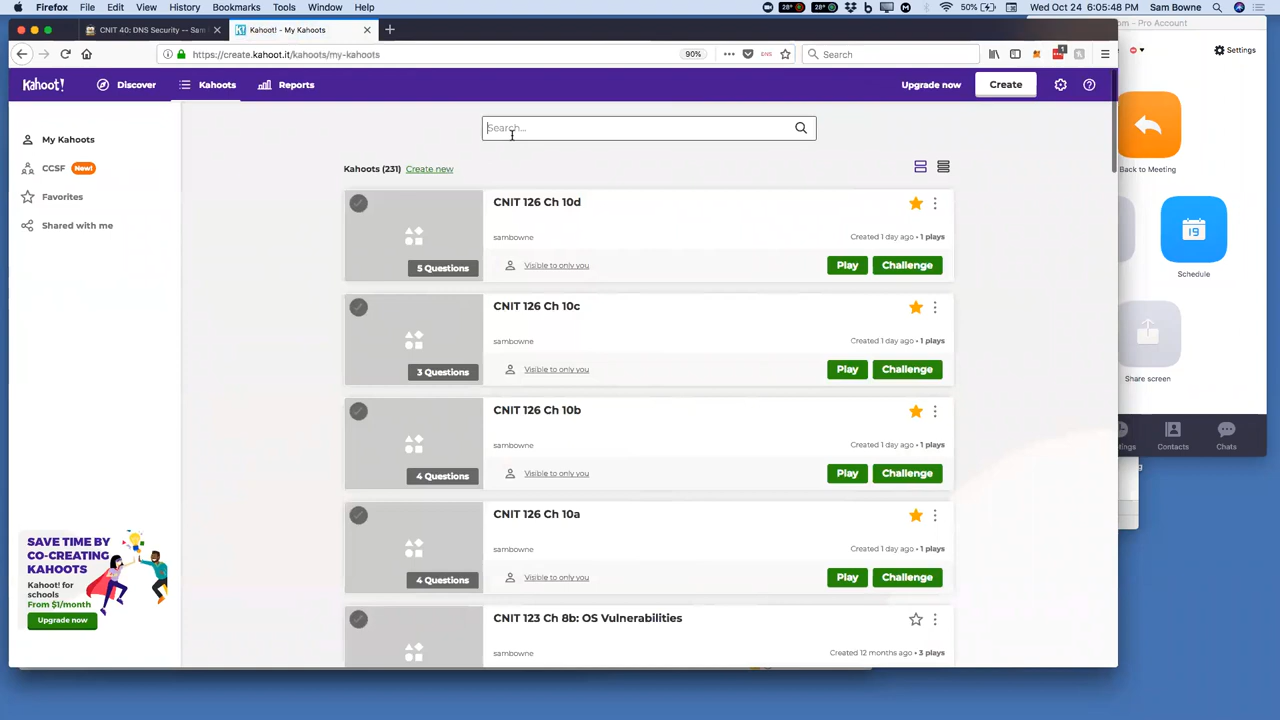 Firefox File Edit View History Bookmarks Tools Window Help 28° 28° 50% Wed Oct 24 6:05:48 PM Sam Bowne
CNIT 40: DNS Security -- Sam
Kahoot! - My Kahoots
Pro Account
https://create.kahoot.it/kahoots/my-kahoots 90% DNS Search
Settings
Kahoot! Discover Kahoots Reports Upgrade now Create
Search...
My Kahoots
CCSF New!
Favorites
Shared with me
Kahoots (231) Create new
CNIT 126 Ch 10d
sambowne Created 1 day ago • 1 plays
5 Questions Visible to only you Play Challenge
CNIT 126 Ch 10c
sambowne Created 1 day ago • 1 plays
3 Questions Visible to only you Play Challenge
CNIT 126 Ch 10b
sambowne Created 1 day ago • 1 plays
4 Questions Visible to only you Play Challenge
CNIT 126 Ch 10a
sambowne Created 1 day ago • 1 plays
4 Questions Visible to only you Play Challenge
CNIT 123 Ch 8b: OS Vulnerabilities
sambowne Created 12 months ago • 3 plays
SAVE TIME BY
CO-CREATING
KAHOOTS
Kahoot! for
schools
From $1/month
Upgrade now
Back to Meeting
19
Schedule
Share screen
Contacts Chats